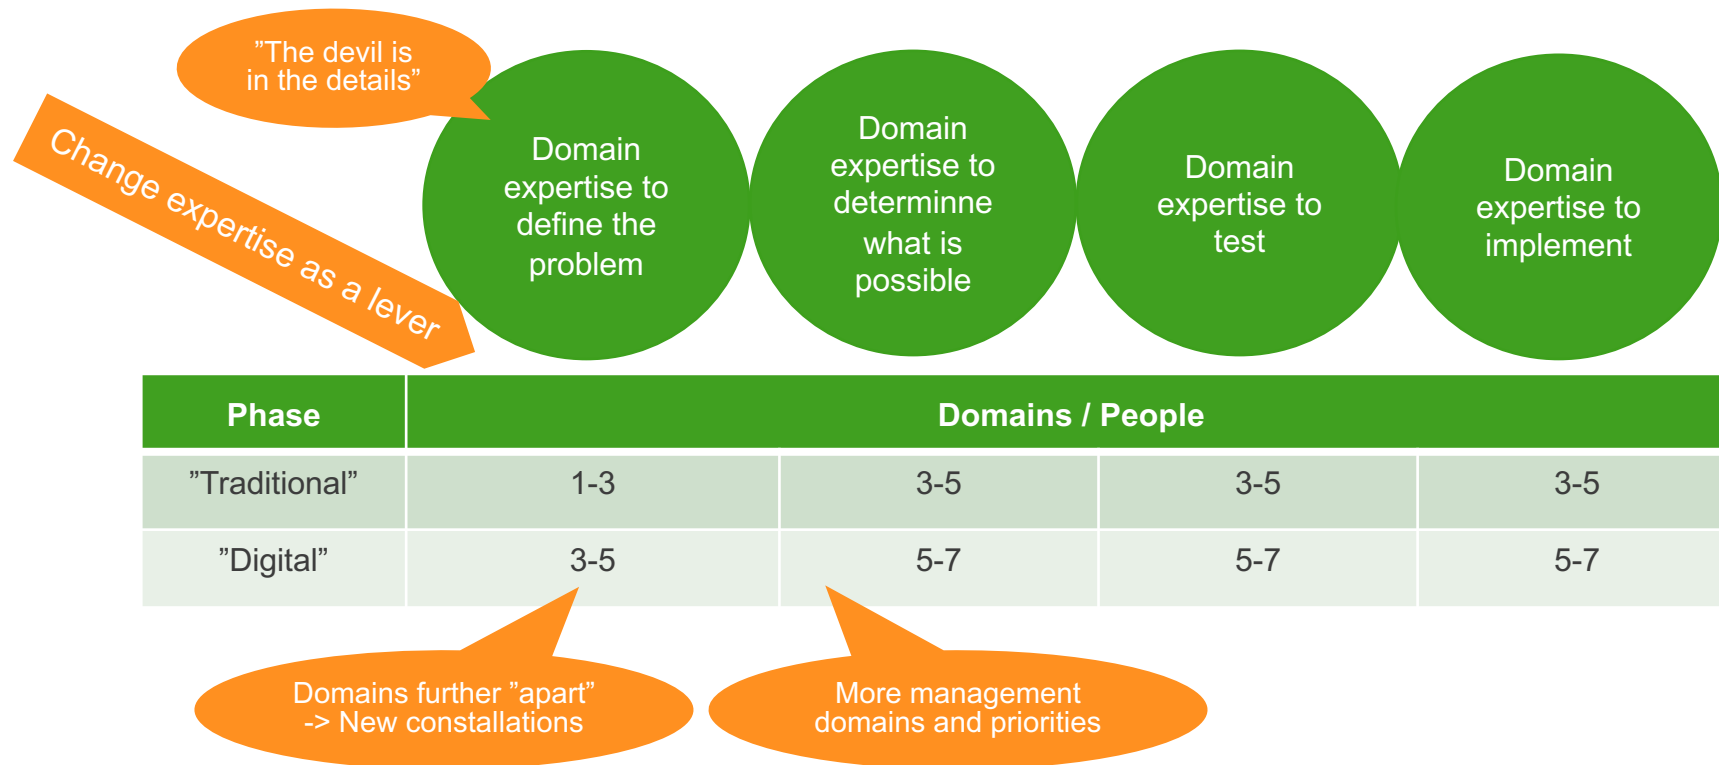 ”The devil is
in the details”
Change expertise as a lever
Domain
expertise to
define the
problem
Domain
expertise to
determinne
what is
possible
Domain
expertise to
test
Domain
expertise to
implement
Phase Domains / People
”Traditional” 1-3 3-5 3-5 3-5
”Digital” 3-5 5-7 5-7 5-7
Domains further ”apart”
-> New constallations
More management
domains and priorities